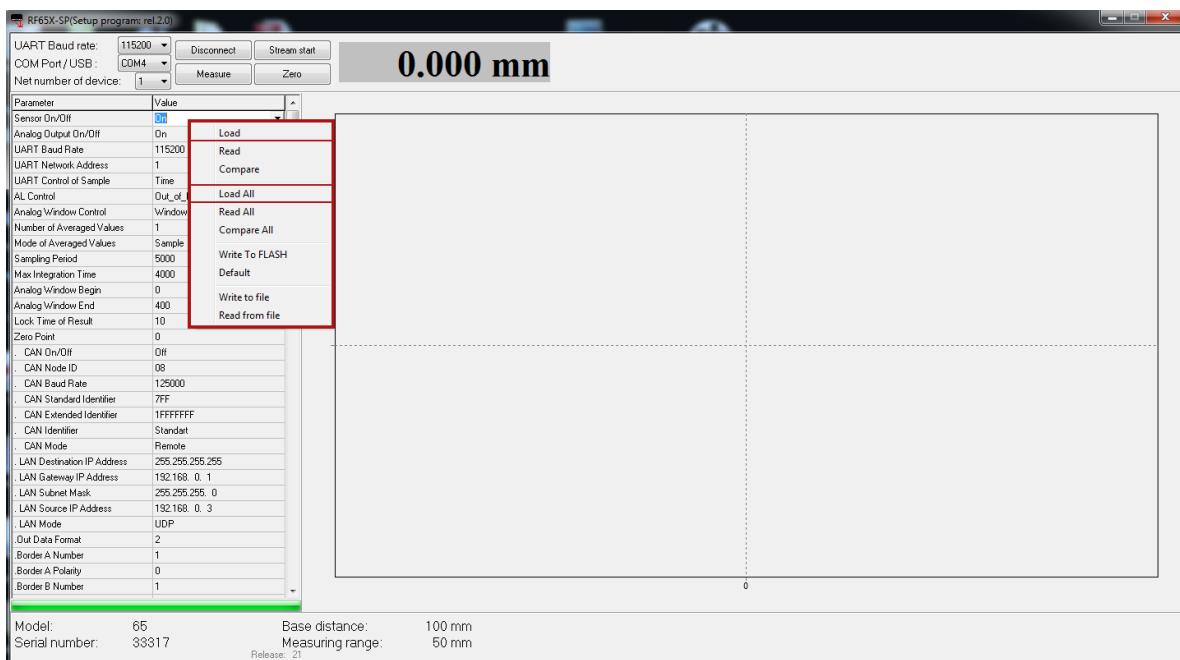 RF65X-SP(Setup program: rel.2.0)
UART Baud rate: 115200 Disconnect Stream start
COM Port / USB : COM4
Net number of device: 1 Measure Zero
0.000 mm
Parameter Value
Sensor On/Off On
Analog Output On/Off On
UART Baud Rate 115200
UART Network Address 1
UART Control of Sample Time
AL Control Out_of_
Analog Window Control Window
Number of Averaged Values 1
Mode of Averaged Values Sample
Sampling Period 5000
Max Integration Time 4000
Analog Window Begin 0
Analog Window End 400
Lock Time of Result 10
Zero Point 0
. CAN On/Off Off
. CAN Node ID 08
. CAN Baud Rate 125000
. CAN Standard Identifier 7FF
. CAN Extended Identifier 1FFFFFFF
. CAN Identifier Standart
. CAN Mode Remote
. LAN Destination IP Address 255.255.255.255
. LAN Gateway IP Address 192.168. 0. 1
. LAN Subnet Mask 255.255.255. 0
. LAN Source IP Address 192.168. 0. 3
. LAN Mode UDP
.Out Data Format 2
.Border A Number 1
.Border A Polarity 0
.Border B Number 1
Load
Read
Compare
Load All
Read All
Compare All
Write To FLASH
Default
Write to file
Read from file
0
Model: 65 Base distance: 100 mm
Serial number: 33317 Measuring range: 50 mm
Release: 21